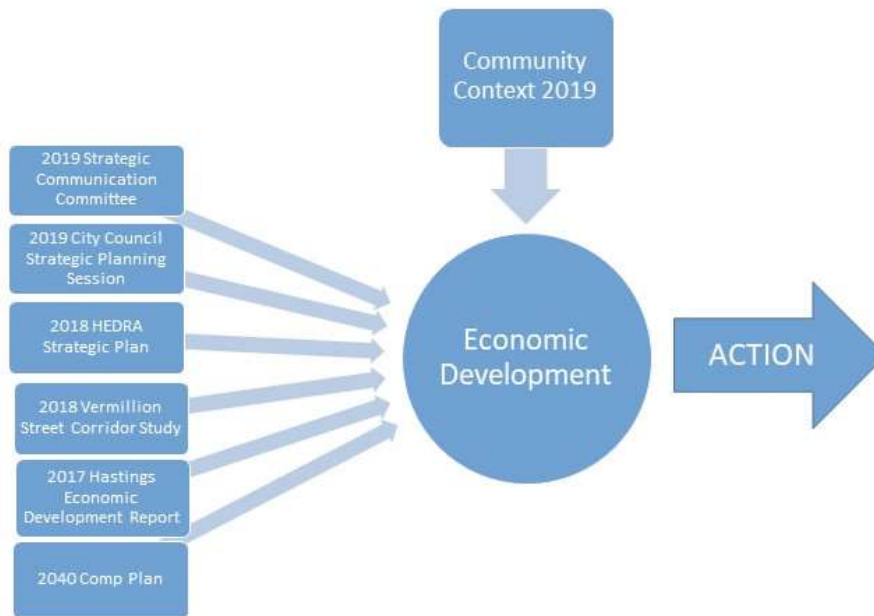 Community
Context 2019
2019 Strategic
Communication
Committee
2019 City Council
Strategic Planning
Session
2018 HEDRA
Strategic Plan
2018 Vermillion
Street Corridor Study
2017 Hastings
Economic
Development Report
2040 Comp Plan
Economic
Development
ACTION